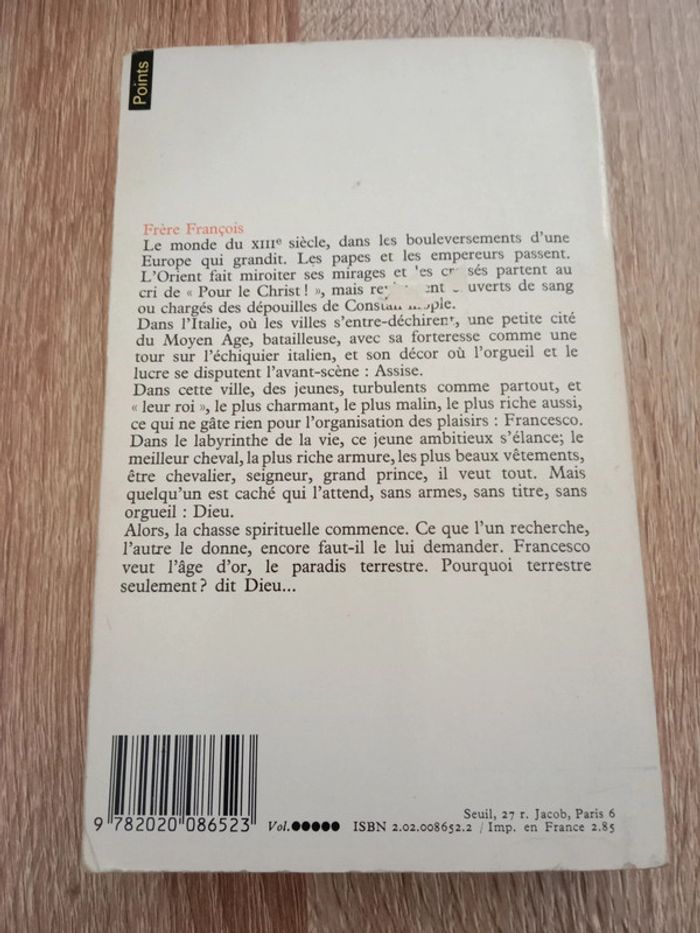 Points
Frère François
Le monde du XIIIe siècle, dans les bouleversements d'une
Europe qui grandit. Les papes et les empereurs passent.
L'Orient fait miroiter ses mirages et les partent au
cri de « Pour le Christ ! », mais de sang
ou chargés des dépouilles de
Dans l'Italie, où les villes s'entre-déchirent, une petite cité
du Moyen Age, batailleuse, avec sa forteresse comme une
tour sur l'échiquier italien, et son décor où l'orgueil et le
lucre se disputent l'avant-scène : Assise.
Dans cette ville, des jeunes, turbulents comme partout, et
« leur roi », le plus charmant, le plus malin, le plus riche aussi,
ce qui ne gâte rien pour l'organisation des plaisirs : Francesco.
Dans le labyrinthe de la vie, ce jeune ambitieux s'élance; le
meilleur cheval, la plus riche armure, les plus beaux vêtements,
être chevalier, seigneur, grand prince, il veut tout. Mais
quelqu'un est caché qui l'attend, sans armes, sans titre, sans
orgueil : Dieu.
Alors, la chasse spirituelle commence. Ce que l'un recherche,
l'autre le donne, encore faut-il le lui demander. Francesco
veut l'âge d'or, le paradis terrestre. Pourquoi terrestre
seulement? dit Dieu...
Seuil, 27 r. Jacob, Paris 6
9 782020 086523 Vol.●●●●● ISBN 2.02.008652.2 / Imp. en France 2.85